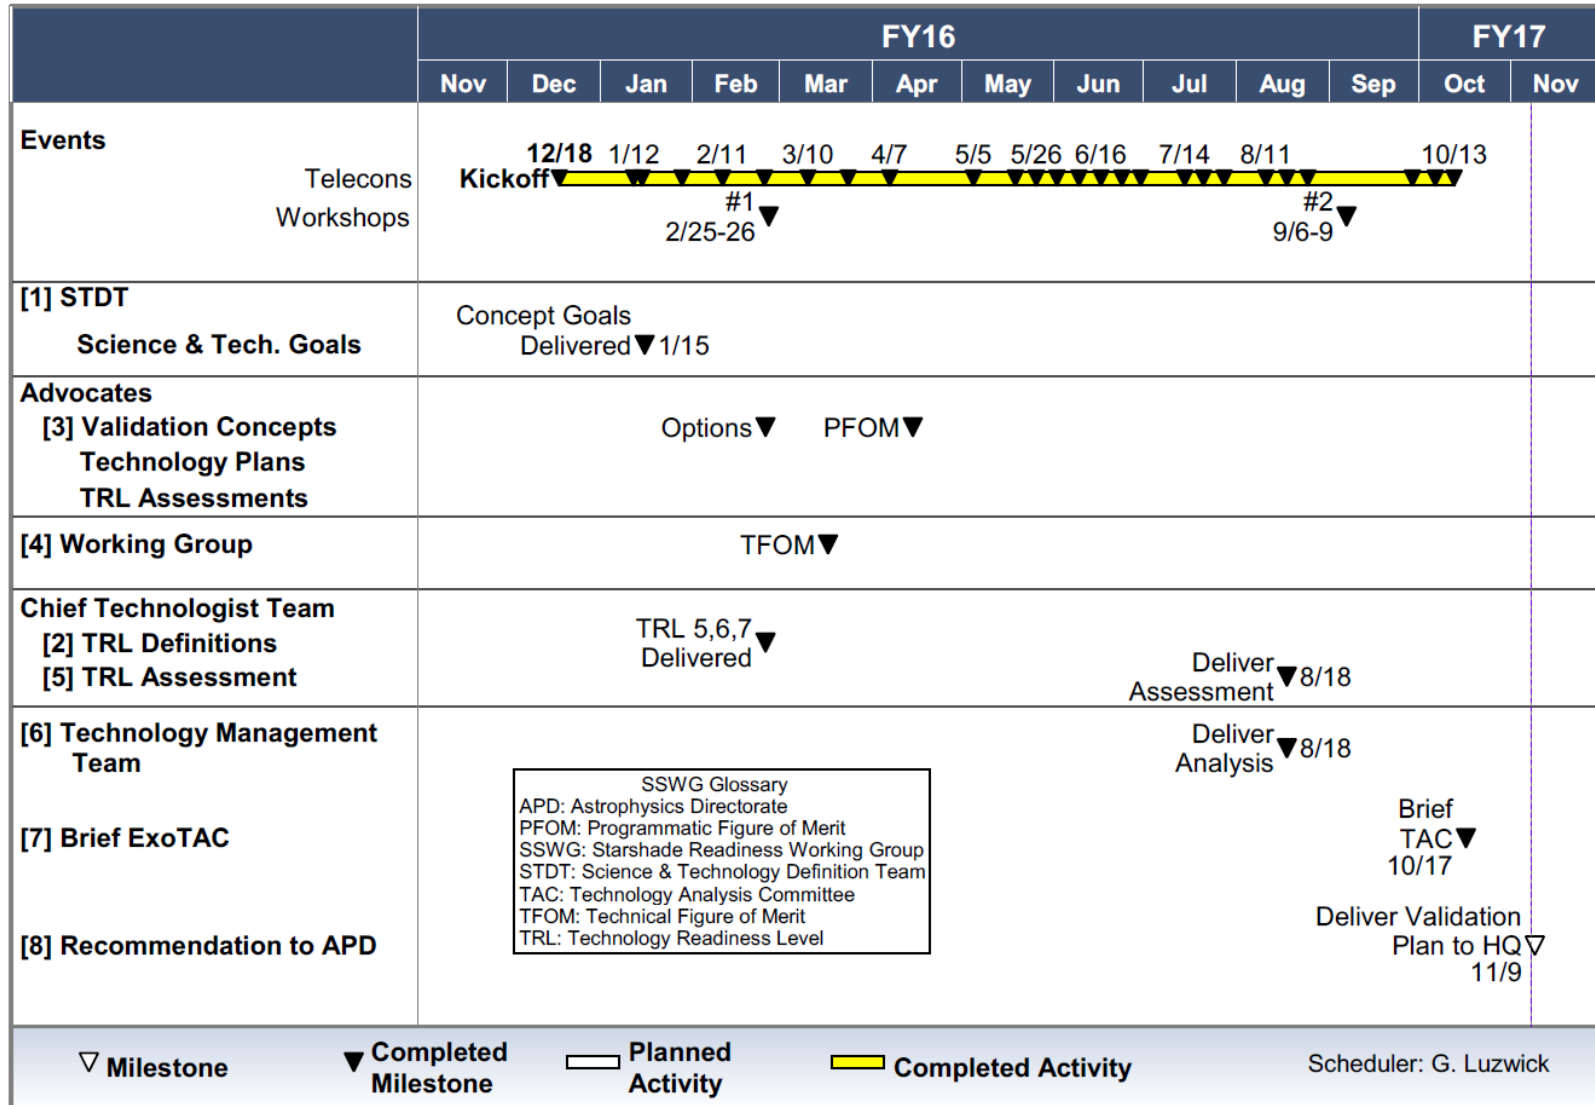 FY16 FY17
Nov Dec Jan Feb Mar Apr May Jun Jul Aug Sep Oct Nov
Events
12/18 1/12 2/11 3/10 4/7 5/5 5/26 6/16 7/14 8/11 10/13
Telecons Kickoff
Workshops
#1
2/25-26
#2
9/6-9
[1] STDT
Science & Tech. Goals
Concept Goals
Delivered 1/15
Advocates
[3] Validation Concepts
Options PFOM
Technology Plans
TRL Assessments
[4] Working Group
TFOM
Chief Technologist Team
[2] TRL Definitions
[5] TRL Assessment
TRL 5,6,7
Delivered
Deliver
Assessment
8/18
[6] Technology Management
Team
Deliver
Analysis
8/18
SSWG Glossary
APD: Astrophysics Directorate
PFOM: Programmatic Figure of Merit
SSWG: Starshade Readiness Working Group
STDT: Science & Technology Definition Team
TAC: Technology Analysis Committee
TFOM: Technical Figure of Merit
TRL: Technology Readiness Level
[7] Brief ExoTAC
Brief
TAC
10/17
[8] Recommendation to APD
Deliver Validation
Plan to HQ
11/9
Milestone
Completed
Milestone
Planned
Activity
Completed Activity
Scheduler: G. Luzwick